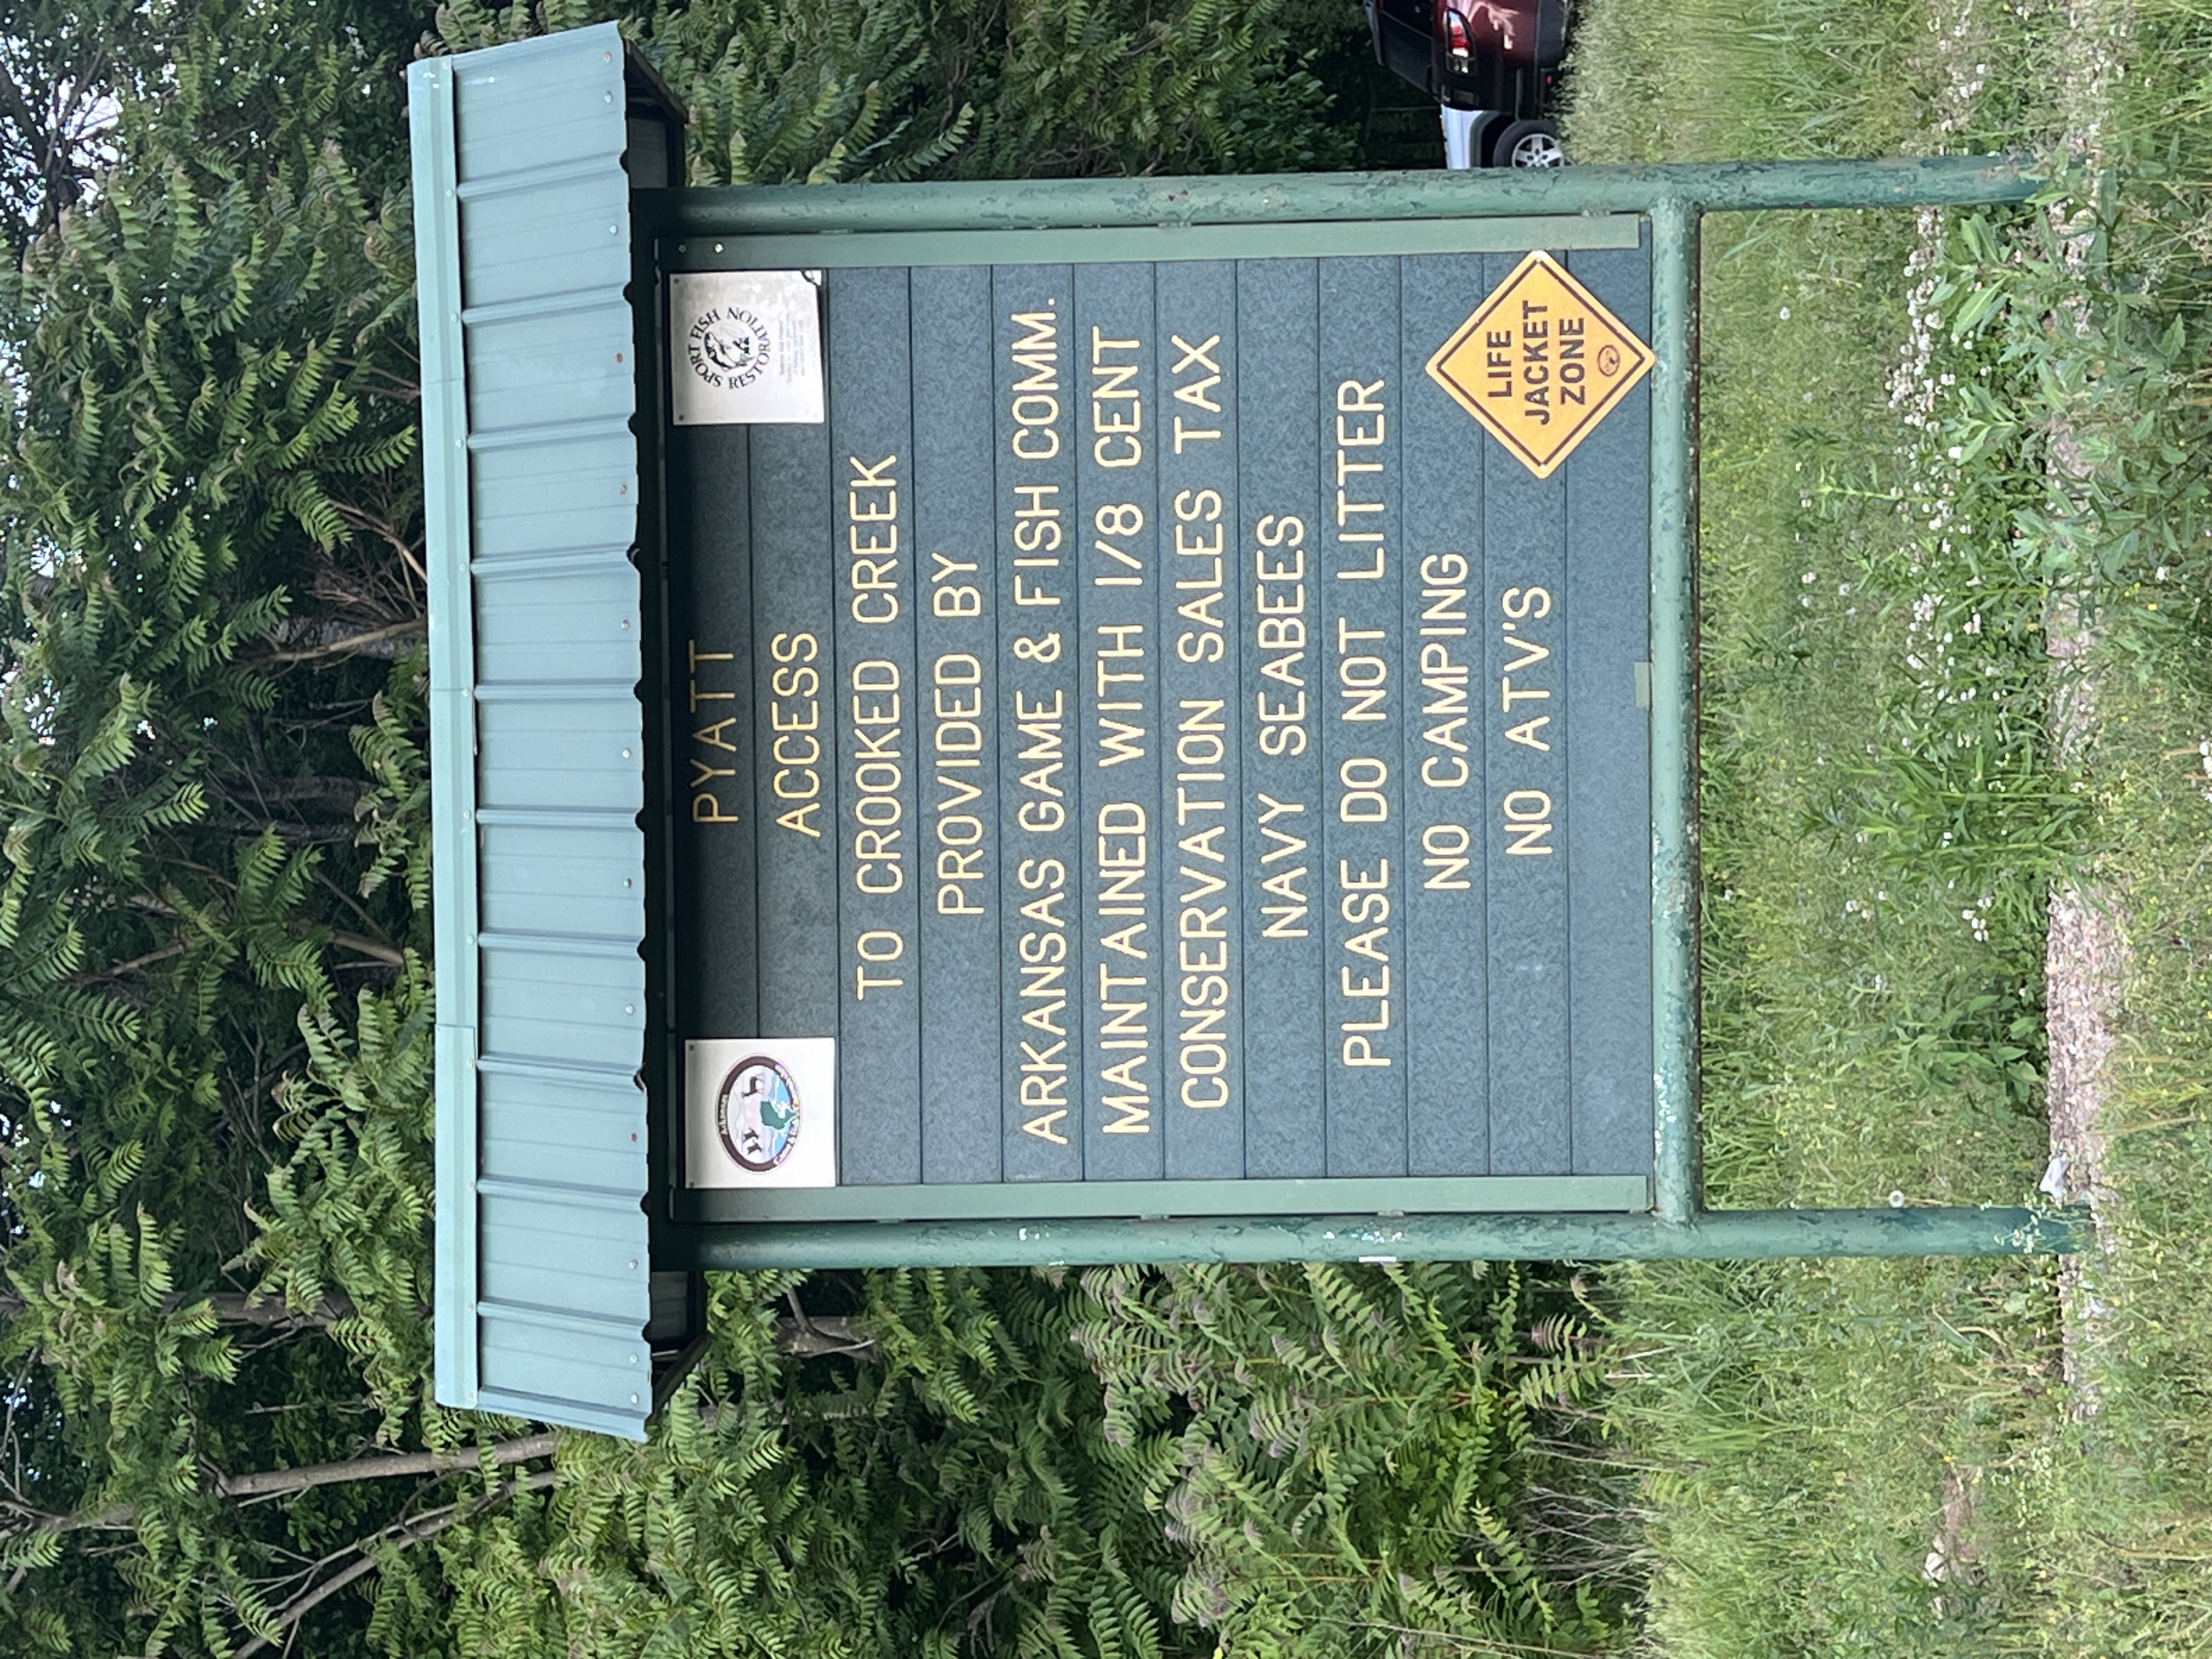 PYATT
ACCESS
TO CROOKED CREEK
PROVIDED BY
ARKANSAS GAME & FISH COMM.
MAINTAINED WITH 1/8 CENT
CONSERVATION SALES TAX
NAVY SEABEES
PLEASE DO NOT LITTER
NO CAMPING
NO ATV'S
SPORT FISH
RESTORATION
LIFE
JACKET
ZONE